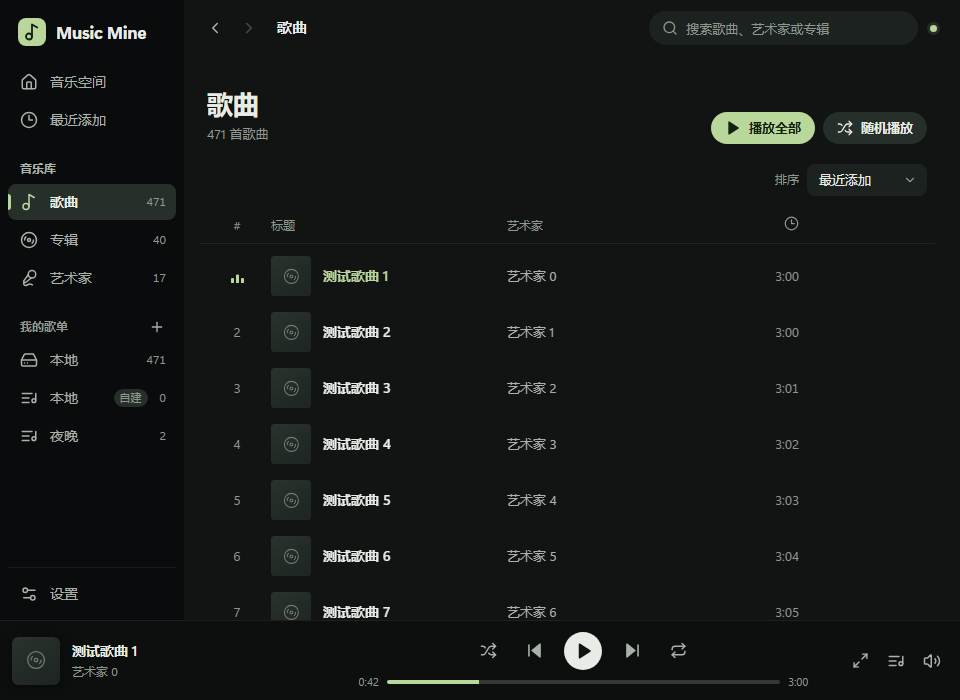 Music Mine
音乐空间
最近添加
音乐库
歌曲 471
专辑 40
艺术家 17
我的歌单
本地 471
本地 自建 0
夜晚 2
设置
歌曲
搜索歌曲、艺术家或专辑
歌曲
471 首歌曲
播放全部 随机播放
排序 最近添加
# 标题 艺术家
测试歌曲 1 艺术家 0 3:00
2 测试歌曲 2 艺术家 1 3:00
3 测试歌曲 3 艺术家 2 3:01
4 测试歌曲 4 艺术家 3 3:02
5 测试歌曲 5 艺术家 4 3:03
6 测试歌曲 6 艺术家 5 3:04
7 测试歌曲 7 艺术家 6 3:05
测试歌曲 1
艺术家 0
0:42 3:00